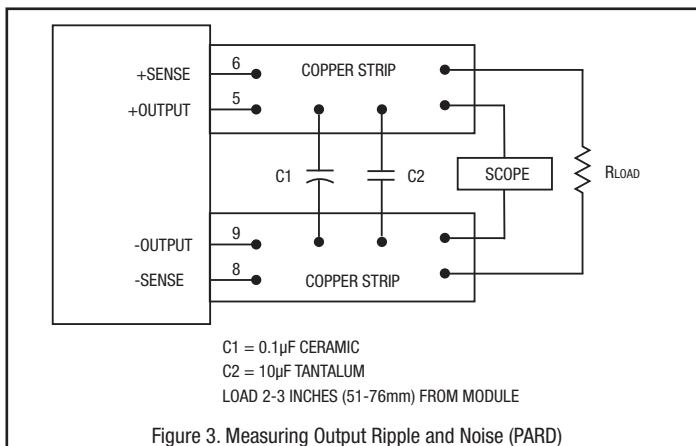 +SENSE 6 COPPER STRIP
+OUTPUT 5
C1 C2 SCOPE RLOAD
-OUTPUT 9
-SENSE 8 COPPER STRIP
C1 = 0.1µF CERAMIC
C2 = 10µF TANTALUM
LOAD 2-3 INCHES (51-76mm) FROM MODULE
Figure 3. Measuring Output Ripple and Noise (PARD)